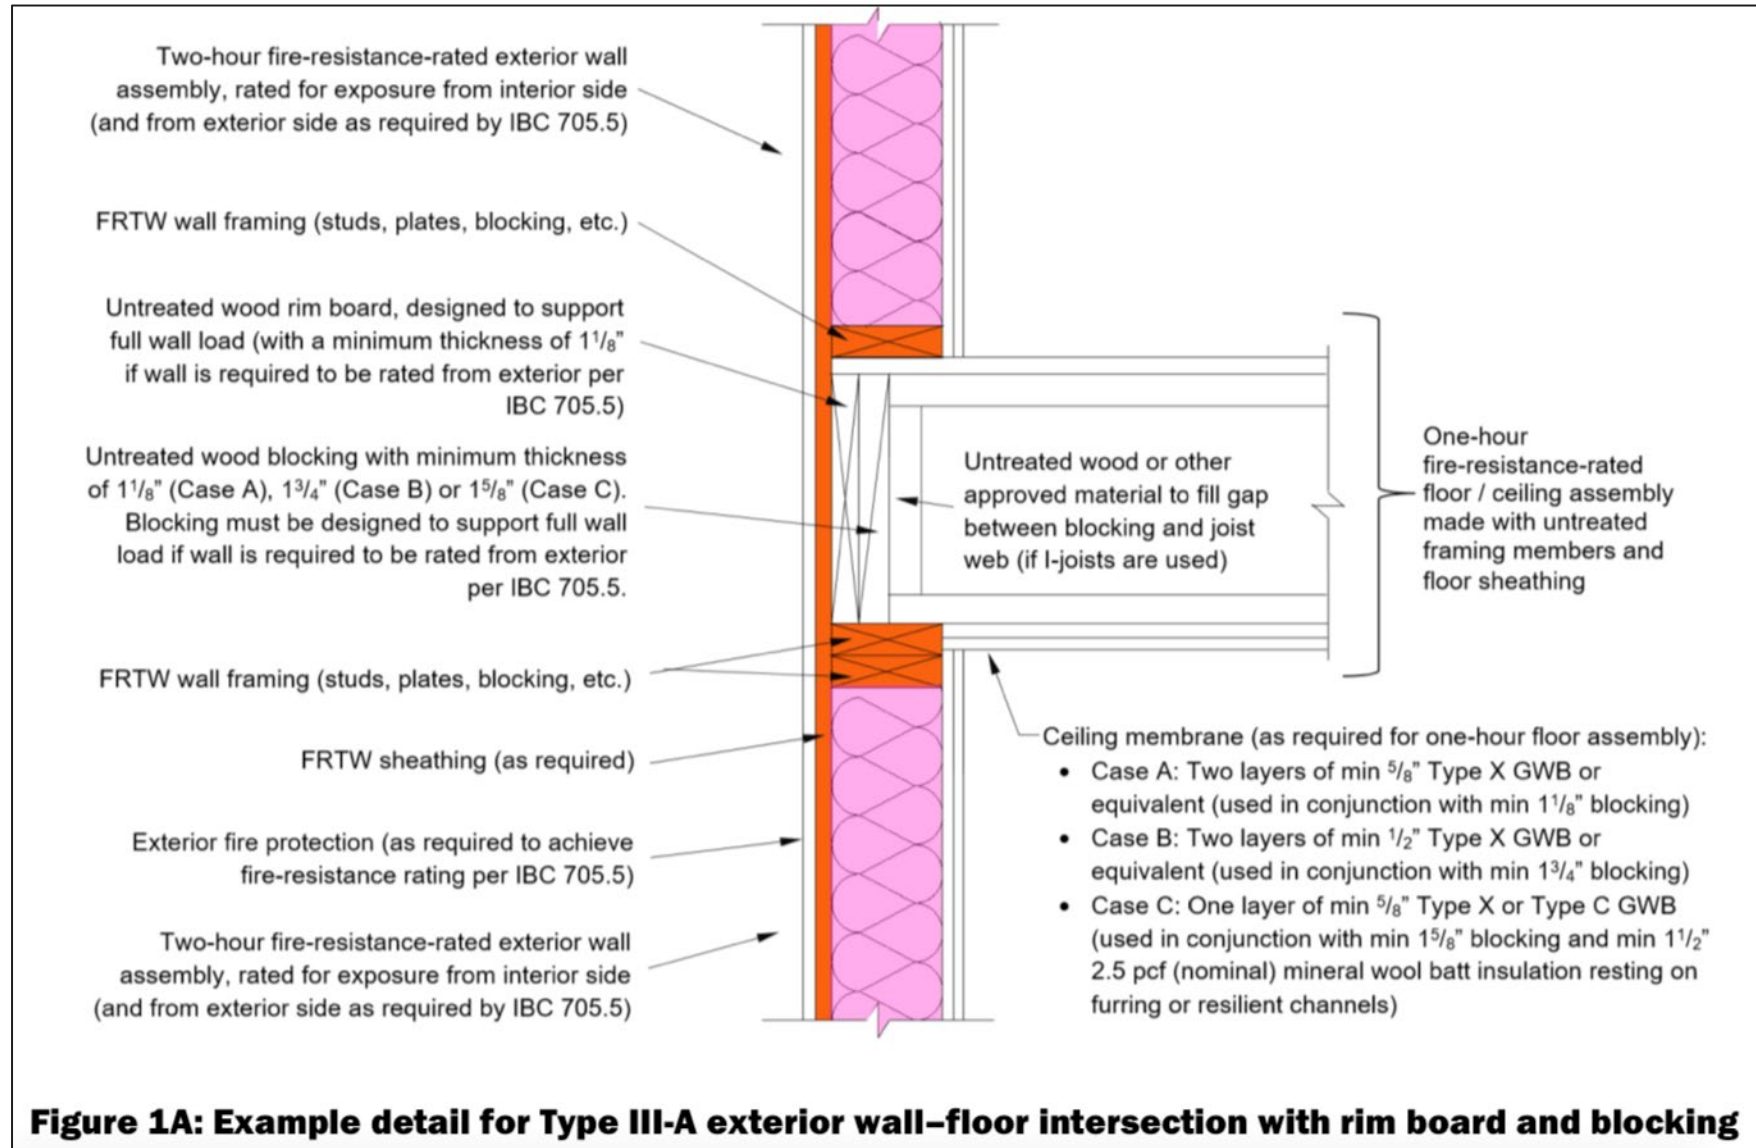 Two-hour fire-resistance-rated exterior wall
assembly, rated for exposure from interior side
(and from exterior side as required by IBC 705.5)
FRTW wall framing (studs, plates, blocking, etc.)
Untreated wood rim board, designed to support
full wall load (with a minimum thickness of 1¹/₈”
if wall is required to be rated from exterior per
IBC 705.5)
Untreated wood blocking with minimum thickness
of 1¹/₈” (Case A), 1³/₄” (Case B) or 1⁵/₈” (Case C).
Blocking must be designed to support full wall
load if wall is required to be rated from exterior
per IBC 705.5.
FRTW wall framing (studs, plates, blocking, etc.)
FRTW sheathing (as required)
Exterior fire protection (as required to achieve
fire-resistance rating per IBC 705.5)
Two-hour fire-resistance-rated exterior wall
assembly, rated for exposure from interior side
(and from exterior side as required by IBC 705.5)
Untreated wood or other
approved material to fill gap
between blocking and joist
web (if I-joists are used)
One-hour
fire-resistance-rated
floor / ceiling assembly
made with untreated
framing members and
floor sheathing
Ceiling membrane (as required for one-hour floor assembly):
• Case A: Two layers of min ⁵/₈” Type X GWB or
equivalent (used in conjunction with min 1¹/₈” blocking)
• Case B: Two layers of min ¹/₂” Type X GWB or
equivalent (used in conjunction with min 1³/₄” blocking)
• Case C: One layer of min ⁵/₈” Type X or Type C GWB
(used in conjunction with min 1⁵/₈” blocking and min 1¹/₂”
2.5 pcf (nominal) mineral wool batt insulation resting on
furring or resilient channels)
Figure 1A: Example detail for Type III-A exterior wall–floor intersection with rim board and blocking